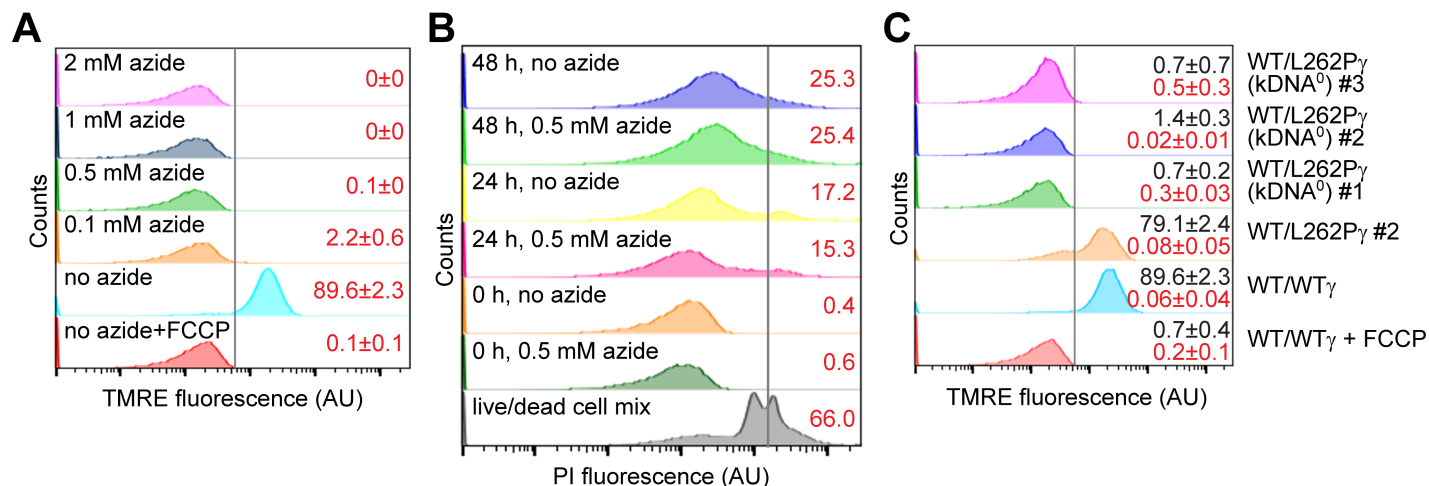 A
Counts
2 mM azide
0±0
1 mM azide
0±0
0.5 mM azide
0.1±0
0.1 mM azide
2.2±0.6
no azide
89.6±2.3
no azide+FCCP
0.1±0.1
TMRE fluorescence (AU)
B
Counts
48 h, no azide
25.3
48 h, 0.5 mM azide
25.4
24 h, no azide
17.2
24 h, 0.5 mM azide
15.3
0 h, no azide
0.4
0 h, 0.5 mM azide
0.6
live/dead cell mix
66.0
PI fluorescence (AU)
C
Counts
0.7±0.7
0.5±0.3
WT/L262Pγ
(kDNA⁰) #3
1.4±0.3
0.02±0.01
WT/L262Pγ
(kDNA⁰) #2
0.7±0.2
0.3±0.03
WT/L262Pγ
(kDNA⁰) #1
79.1±2.4
0.08±0.05
WT/L262Pγ #2
89.6±2.3
0.06±0.04
WT/WTγ
0.7±0.4
0.2±0.1
WT/WTγ + FCCP
TMRE fluorescence (AU)